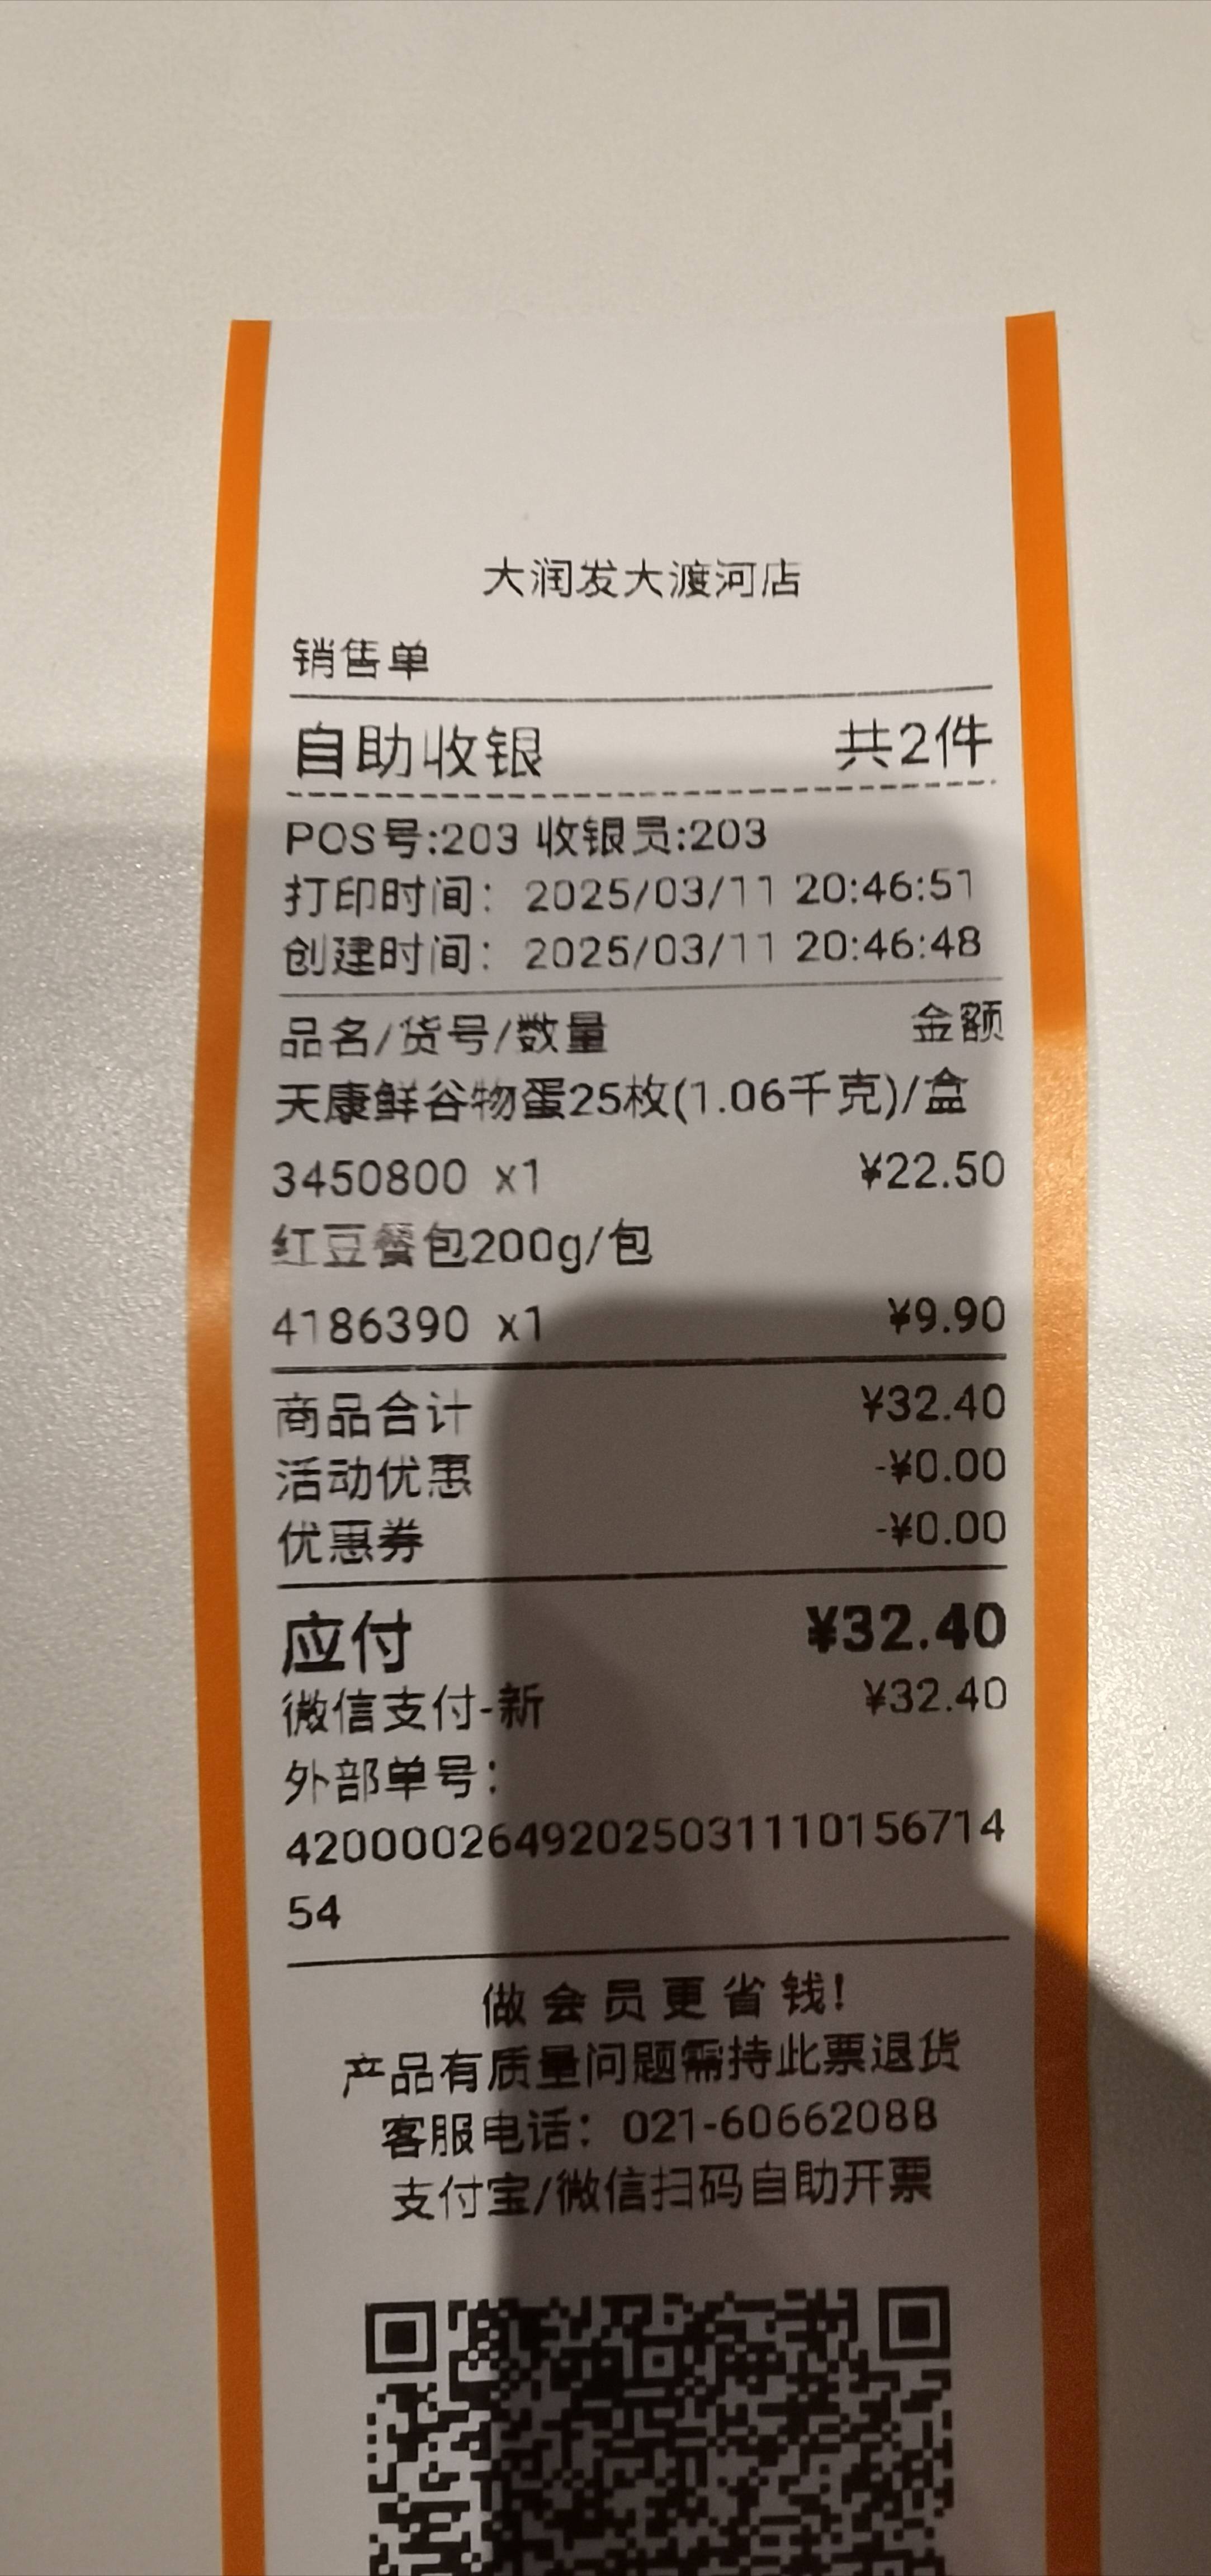 大润发大渡河店
销售单
自助收银 共2件
POS号:203 收银员:203
打印时间：2025/03/11 20:46:51
创建时间：2025/03/11 20:46:48
品名/货号/数量 金额
天康鲜谷物蛋25枚(1.06千克)/盒
3450800 x1 ¥22.50
红豆餐包200g/包
4186390 x1 ¥9.90
商品合计 ¥32.40
活动优惠 -¥0.00
优惠券 -¥0.00
应付 ¥32.40
微信支付-新 ¥32.40
外部单号：
42000026492025031110156714
54
做会员更省钱!
产品有质量问题需持此票退货
客服电话：021-60662088
支付宝/微信扫码自助开票